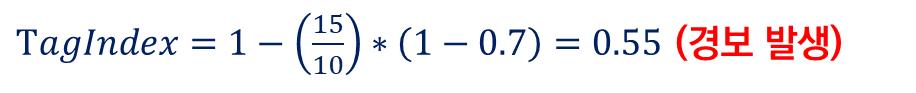 TagIndex = 1 − (15/10) * (1 − 0.7) = 0.55 (경보 발생)